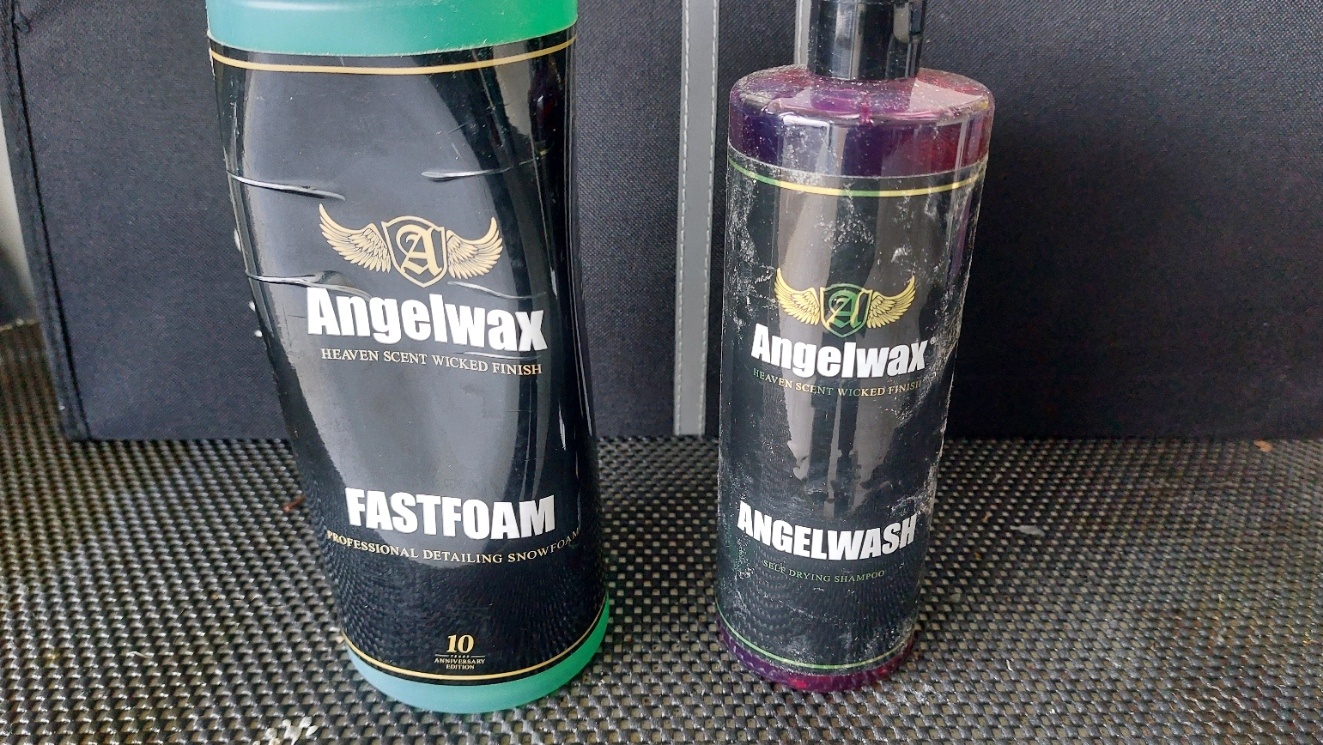 A
Angelwax
HEAVEN SCENT WICKED FINISH
FASTFOAM
PROFESSIONAL DETAILING SNOWFOAM
10
YEARS
ANNIVERSARY
EDITION
A
Angelwax
HEAVEN SCENT WICKED FINISH
ANGELWASH
SELF DRYING SHAMPOO